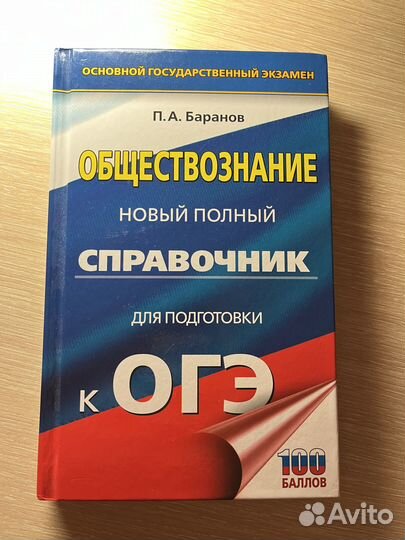 ОСНОВНОЙ ГОСУДАРСТВЕННЫЙ ЭКЗАМЕН
П. А. Баранов
ОБЩЕСТВОЗНАНИЕ
НОВЫЙ ПОЛНЫЙ
СПРАВОЧНИК
ДЛЯ ПОДГОТОВКИ
К ОГЭ
100
БАЛЛОВ
Avito